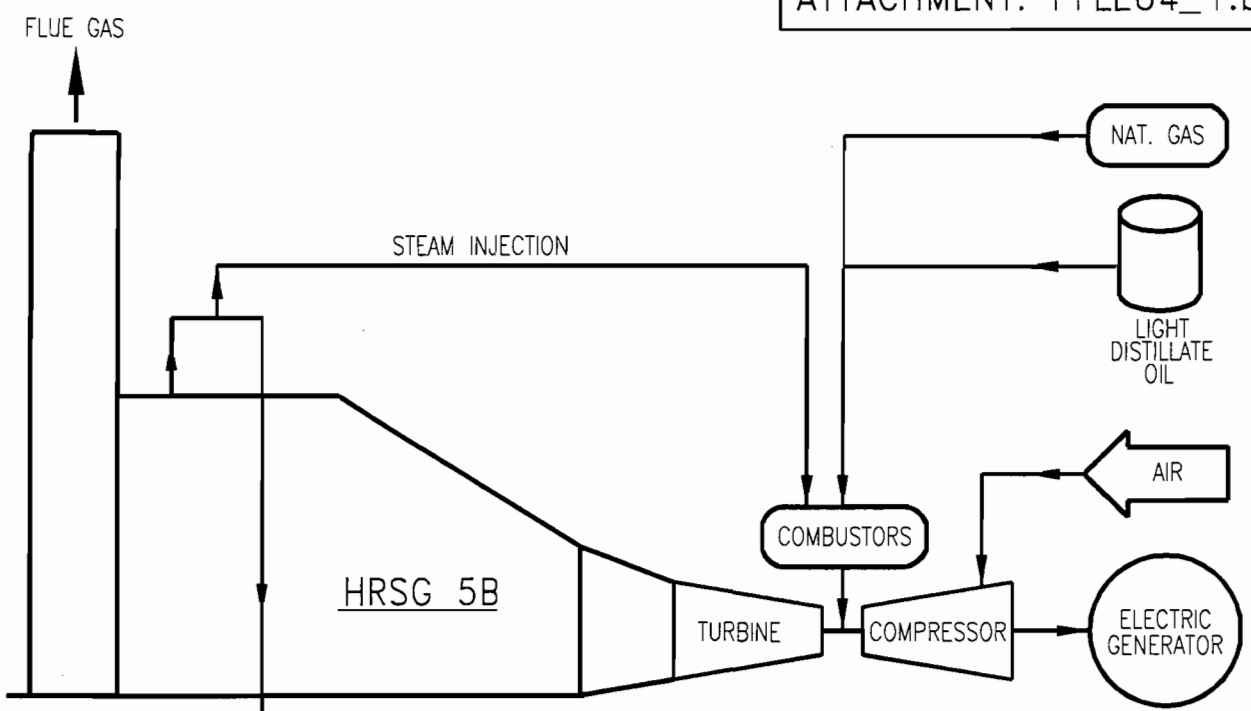 FLUE GAS
NAT. GAS
STEAM INJECTION
LIGHT
DISTILLATE
OIL
AIR
COMBUSTORS
HRSG 5B
TURBINE
COMPRESSOR
ELECTRIC
GENERATOR